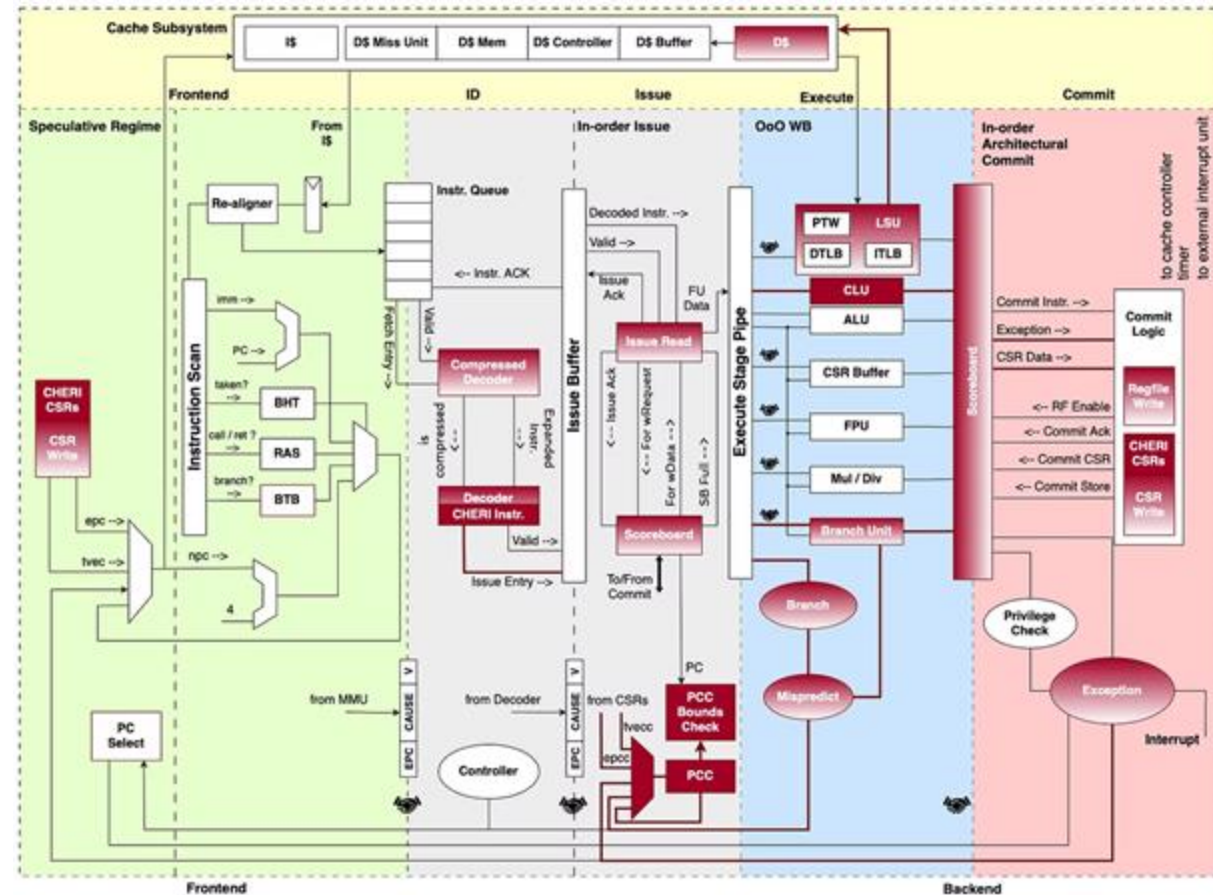 Cache Subsystem
I$
D$ Miss Unit
D$ Mem
D$ Controller
D$ Buffer
D$
Frontend
ID
Issue
Execute
Commit
Speculative Regime
From
I$
In-order Issue
OoO WB
In-order
Architectural
Commit
to cache controller
timer
to external interrupt unit
Re-aligner
Instr. Queue
Decoded Instr. -->
Valid -->
<-- Instr. ACK
Issue
Ack
FU
Data
PTW
LSU
DTLB
ITLB
CLU
ALU
CSR Buffer
FPU
Mul / Div
Branch Unit
Instruction Scan
imm -->
PC -->
taken?
-->
BHT
call / ret ?
-->
RAS
branch?
-->
BTB
CHERI
CSRs
CSR
Write
epc -->
tvec -->
npc -->
4
Fetch Entry -->
Valid -->
Compressed
Decoder
is
compressed
<--
Expanded
Instr.
<--
Decoder
CHERI Instr.
Valid -->
Issue Entry -->
Issue Buffer
Issue Read
<-- Issue Ack
<-- For wRequest
For wData -->
SB Full -->
Scoreboard
To/From
Commit
Execute Stage Pipe
Scoreboard
Commit Instr. -->
Exception -->
CSR Data -->
<-- RF Enable
<-- Commit Ack
<-- Commit CSR
<-- Commit Store
Commit
Logic
Regfile
Write
CHERI
CSRs
CSR
Write
Branch
Mispredict
Privilege
Check
Exception
Interrupt
PC
PCC
Bounds
Check
PCC
from CSRs
tvecc
epcc
from MMU
EPC
CAUSE
V
from Decoder
EPC
CAUSE
V
Controller
PC
Select
Frontend
Backend